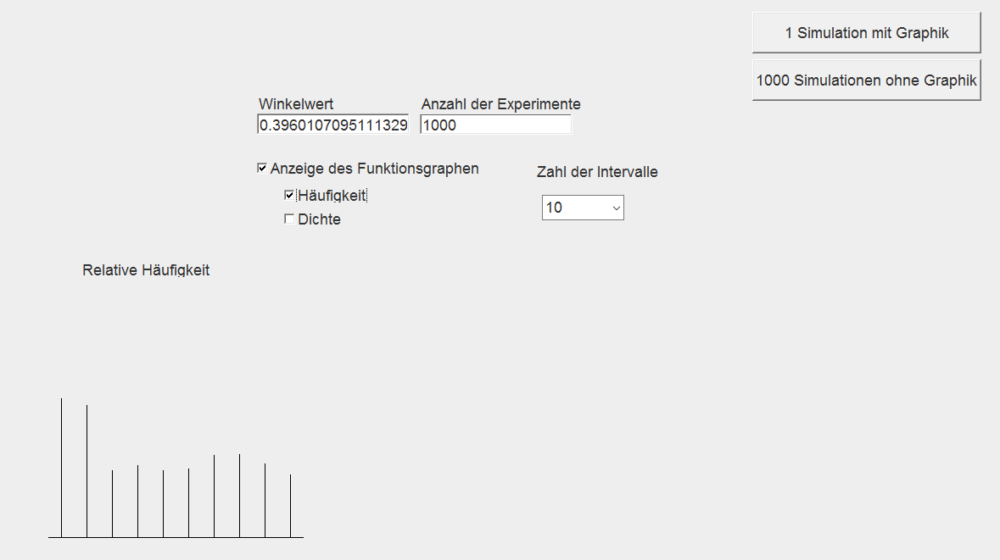 1 Simulation mit Graphik
1000 Simulationen ohne Graphik
Winkelwert
Anzahl der Experimente
0.3960107095111329
1000
Anzeige des Funktionsgraphen
Zahl der Intervalle
Häufigkeit
10
Dichte
Relative Häufigkeit